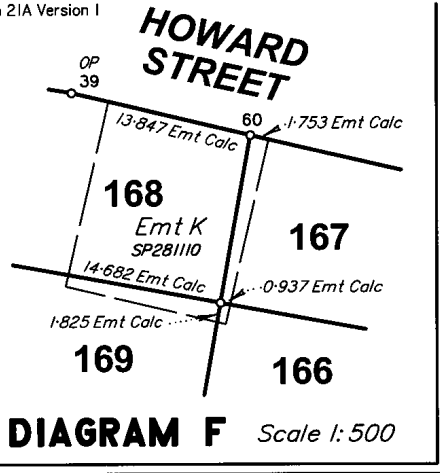 21A Version 1
HOWARD
STREET
OP
39
13·847 Emt Calc
60
1·753 Emt Calc
168
Emt K
SP281110
167
14·682 Emt Calc
0·937 Emt Calc
1·825 Emt Calc
169
166
DIAGRAM F
Scale 1:500